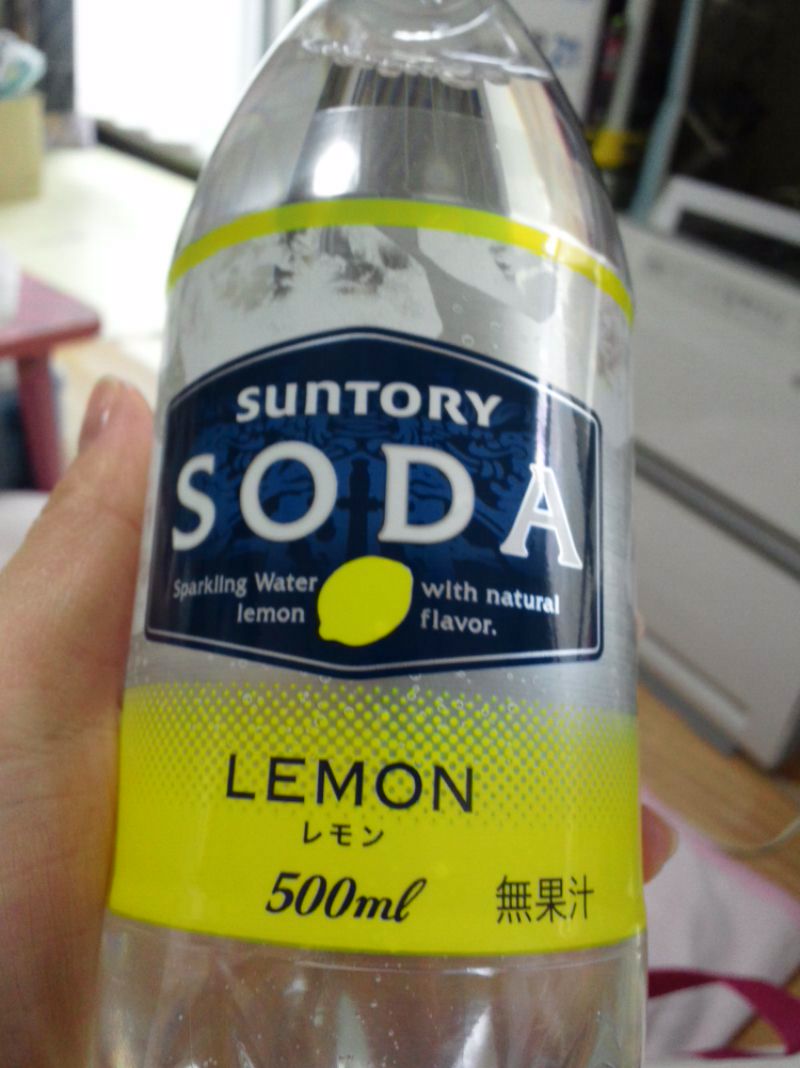 SUNTORY
SODA
Sparkling Water with natural
lemon flavor.
LEMON
レモン
500ml 無果汁